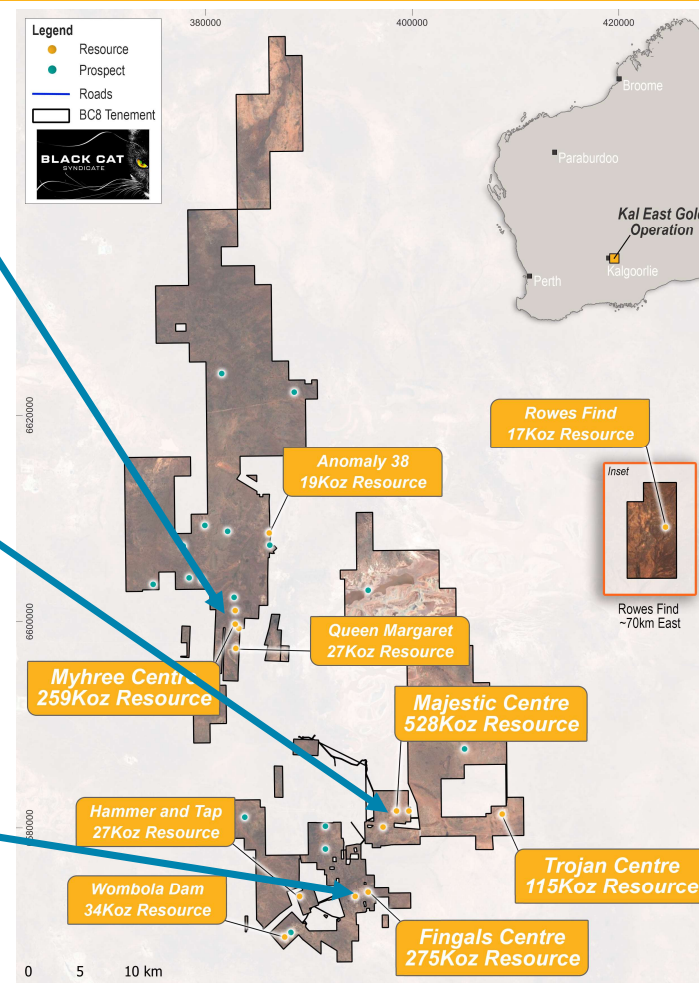 380000
400000
420000
Legend
Resource
Prospect
Roads
BC8 Tenement
BLACK CAT
SYNDICATE
Broome
Paraburdoo
Kal East Gol
Operation
Kalgoorlie
Perth
6620000
Rowes Find
17Koz Resource
Anomaly 38
19Koz Resource
Inset
Rowes Find
~70km East
6600000
Queen Margaret
27Koz Resource
Myhree Centre
259Koz Resource
Majestic Centre
528Koz Resource
Hammer and Tap
27Koz Resource
6580000
Trojan Centre
115Koz Resource
Wombola Dam
34Koz Resource
Fingals Centre
275Koz Resource
0 5 10 km